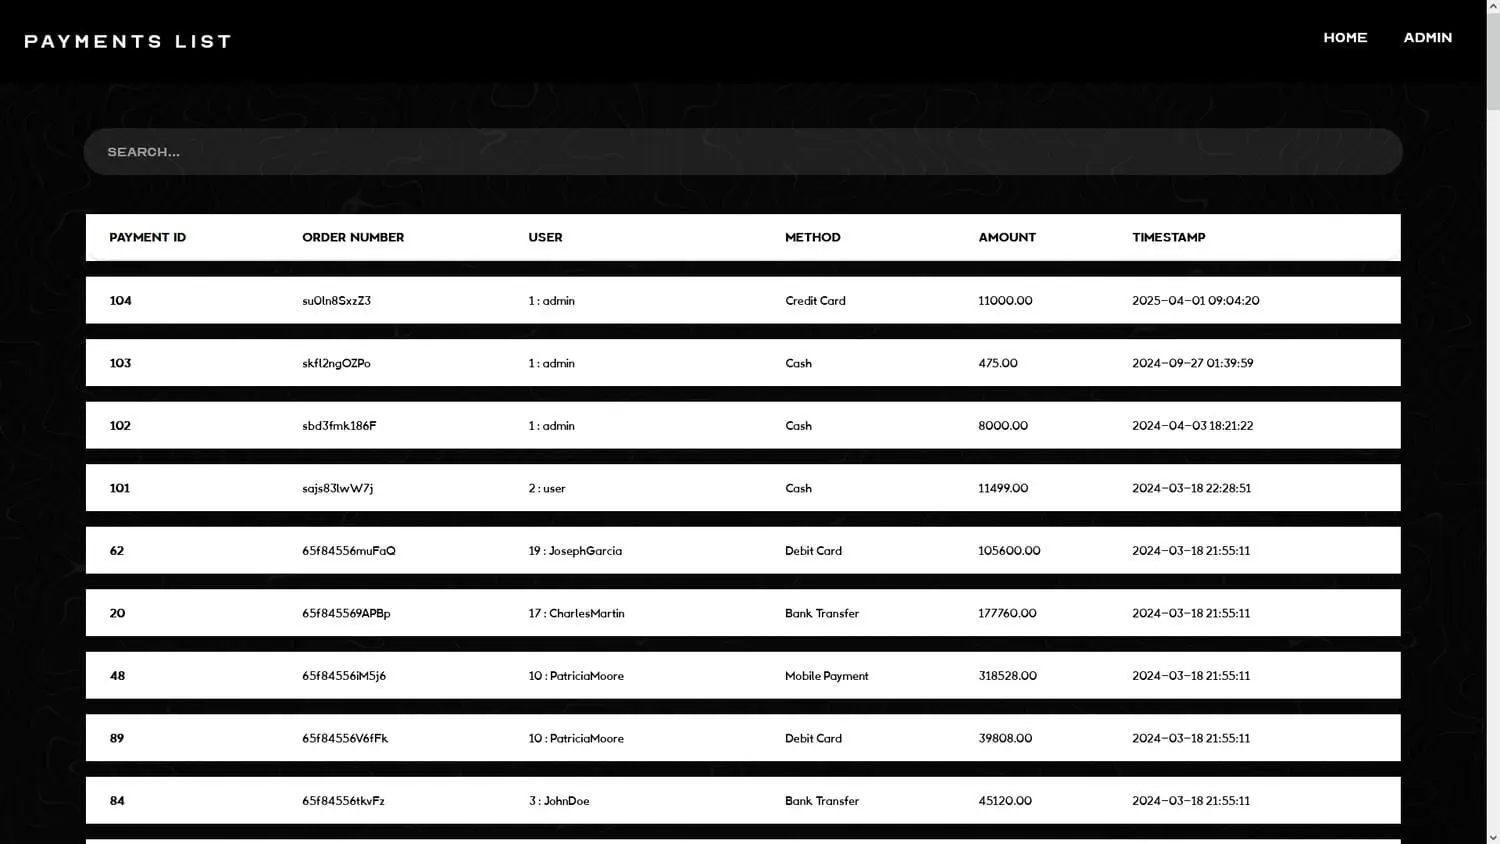 PAYMENTS LIST HOME ADMIN
SEARCH...
PAYMENT ID ORDER NUMBER USER METHOD AMOUNT TIMESTAMP
104 su0ln8SxzZ3 1 : admin Credit Card 11000.00 2025-04-01 09:04:20
103 skfl2ngOZPo 1 : admin Cash 475.00 2024-09-27 01:39:59
102 sbd3fmk186F 1 : admin Cash 8000.00 2024-04-03 18:21:22
101 sajs83lwW7j 2 : user Cash 11499.00 2024-03-18 22:28:51
62 65f84556muFaQ 19 : JosephGarcia Debit Card 105600.00 2024-03-18 21:55:11
20 65f845569APBp 17 : CharlesMartin Bank Transfer 177760.00 2024-03-18 21:55:11
48 65f84556iM5j6 10 : PatriciaMoore Mobile Payment 318528.00 2024-03-18 21:55:11
89 65f84556V6fFk 10 : PatriciaMoore Debit Card 39808.00 2024-03-18 21:55:11
84 65f84556tkvFz 3 : JohnDoe Bank Transfer 45120.00 2024-03-18 21:55:11